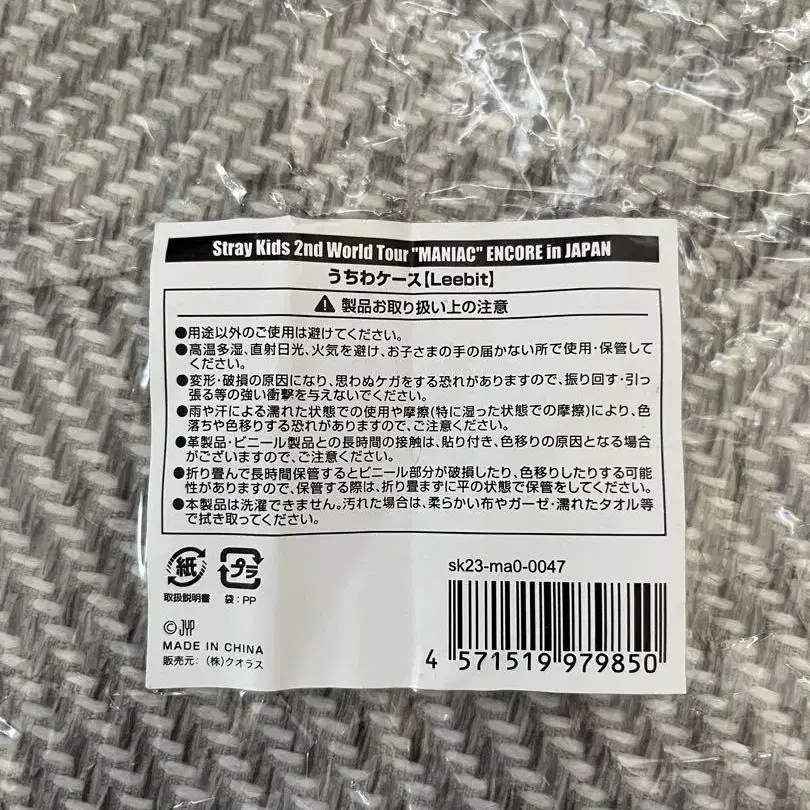 Stray Kids 2nd World Tour "MANIAC" ENCORE in JAPAN
うちわケース【Leebit】
製品お取り扱い上の注意
●用途以外のご使用は避けてください。
●高温多湿、直射日光、火気を避け、お子さまの手の届かない所で使用・保管して
ください。
●変形・破損の原因になり、思わぬケガをする恐れがありますので、振り回す・引っ
張る等の強い衝撃を与えないでください。
●雨や汗による濡れた状態での使用や摩擦(特に湿った状態での摩擦)により、色
落ちや色移りする恐れがありますので、ご注意ください。
●革製品・ビニール製品との長時間の接触は、貼り付き、色移りの原因となる場合
がございますので、ご注意ください。
●折り畳んで長時間保管するとビニール部分が破損したり、色移りしたりする可能
性がありますので、保管する際は、折り畳まずに平の状態で保管をしてください。
●本製品は洗濯できません。汚れた場合は、柔らかい布やガーゼ・濡れたタオル等
で拭き取ってください。
紙 プラ
取扱説明書 袋:PP
sk23-ma0-0047
© JYP
MADE IN CHINA
販売元:(株)クオラス
4 571519 979850